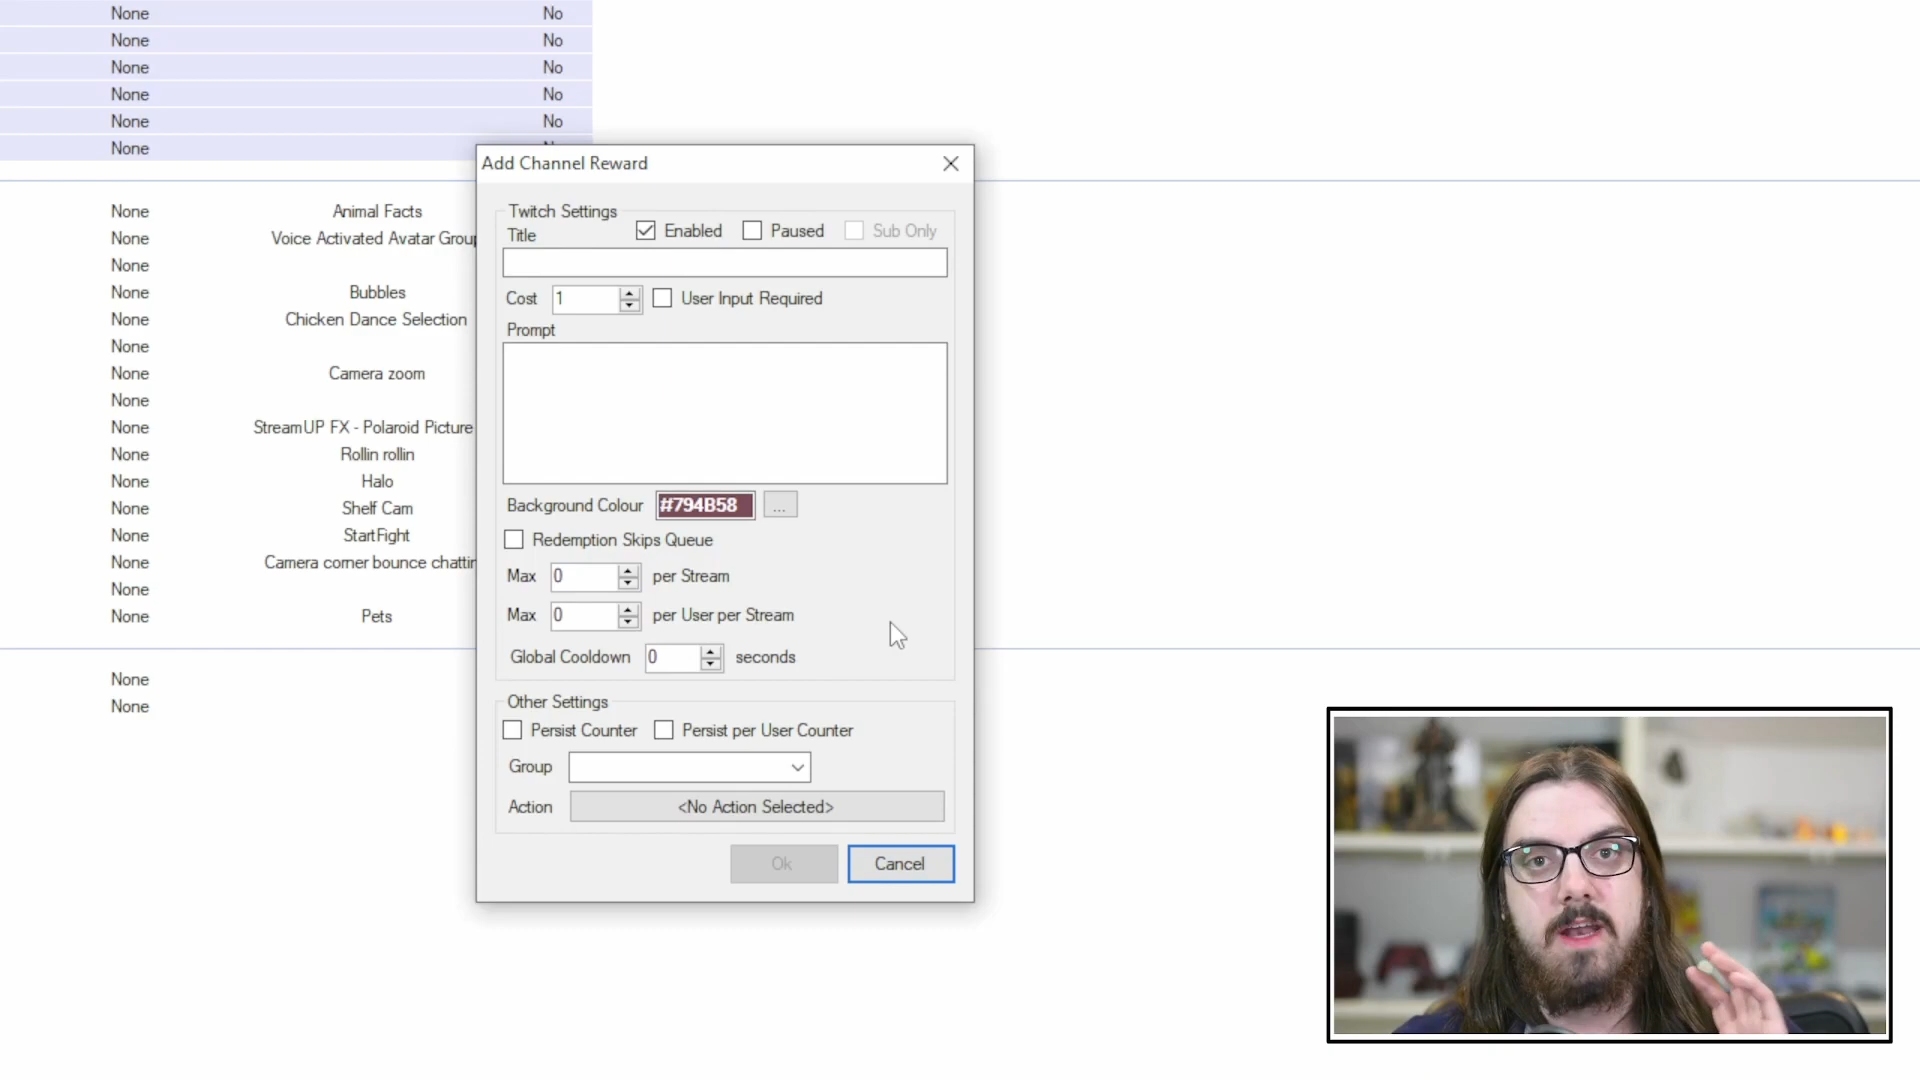 None No
None No
None No
None No
None No
None
Add Channel Reward
Twitch Settings
Title Enabled Paused Sub Only
Cost 1 User Input Required
Prompt
Background Colour #794B58 ...
Redemption Skips Queue
Max 0 per Stream
Max 0 per User per Stream
Global Cooldown 0 seconds
Other Settings
Persist Counter Persist per User Counter
Group
Action <No Action Selected>
Ok Cancel
None Animal Facts
None Voice Activated Avatar Group
None
None Bubbles
None Chicken Dance Selection
None
None Camera zoom
None
None StreamUP FX - Polaroid Picture
None Rollin rollin
None Halo
None Shelf Cam
None StartFight
None Camera corner bounce chattin
None
None Pets
None
None